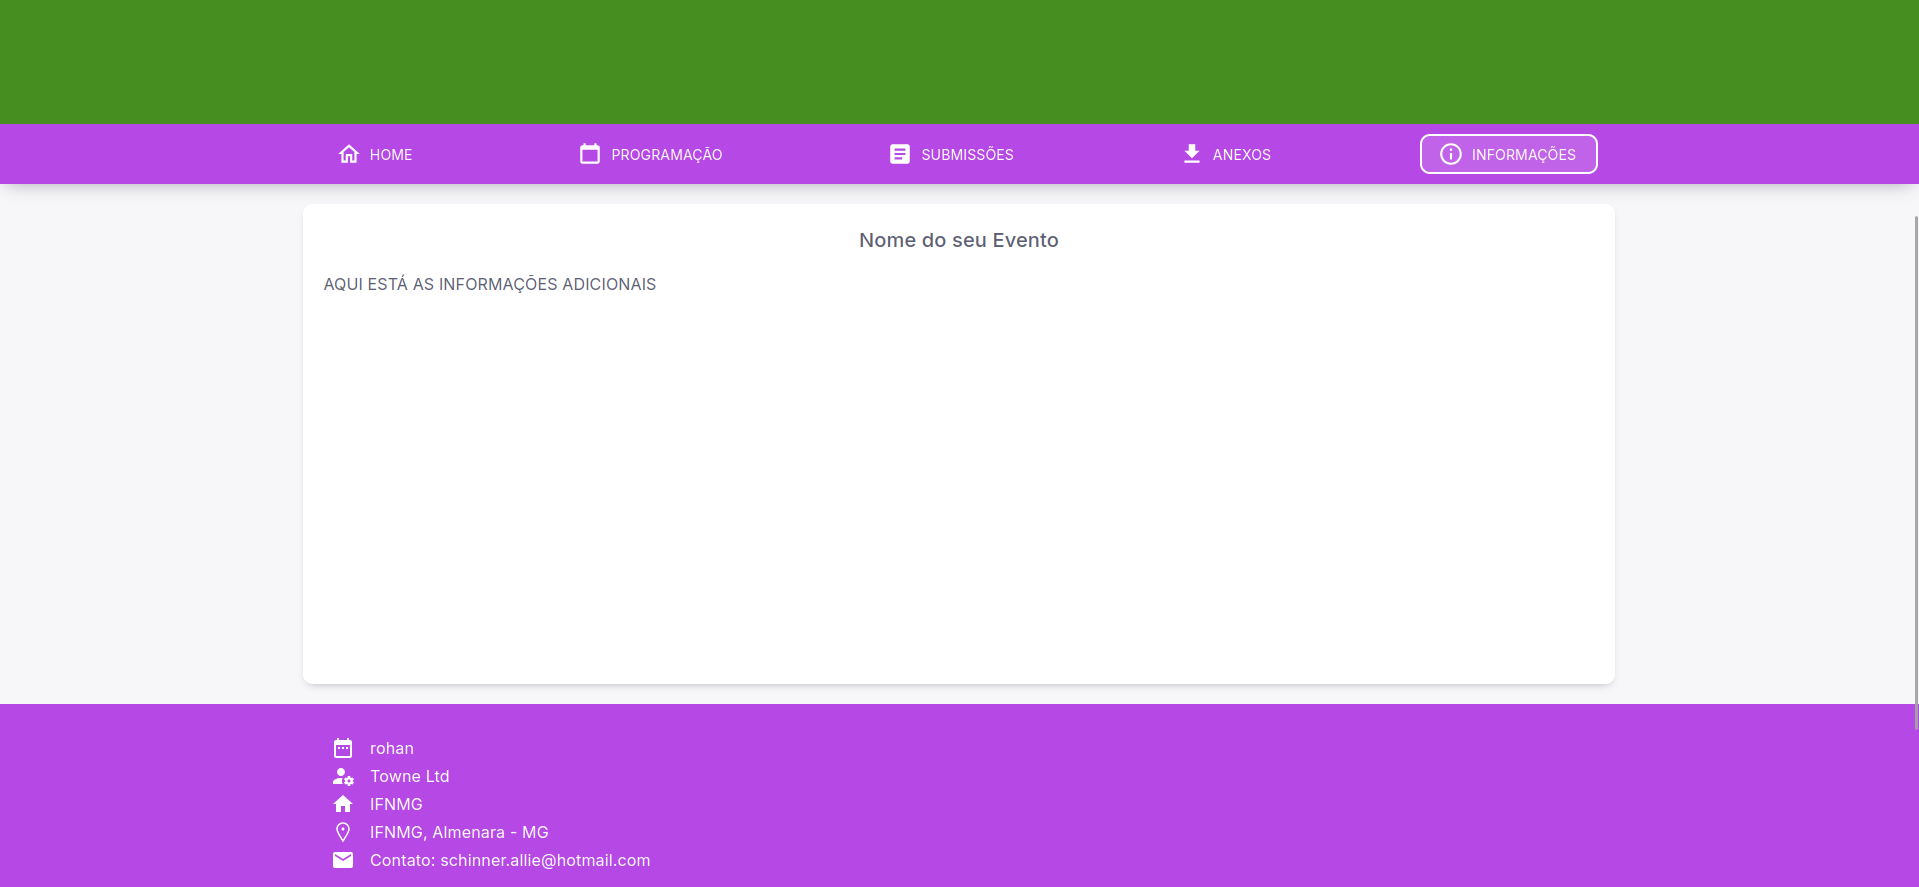 HOME PROGRAMAÇÃO SUBMISSÕES ANEXOS INFORMAÇÕES
Nome do seu Evento
AQUI ESTÁ AS INFORMAÇÕES ADICIONAIS
rohan
Towne Ltd
IFNMG
IFNMG, Almenara - MG
Contato: schinner.allie@hotmail.com